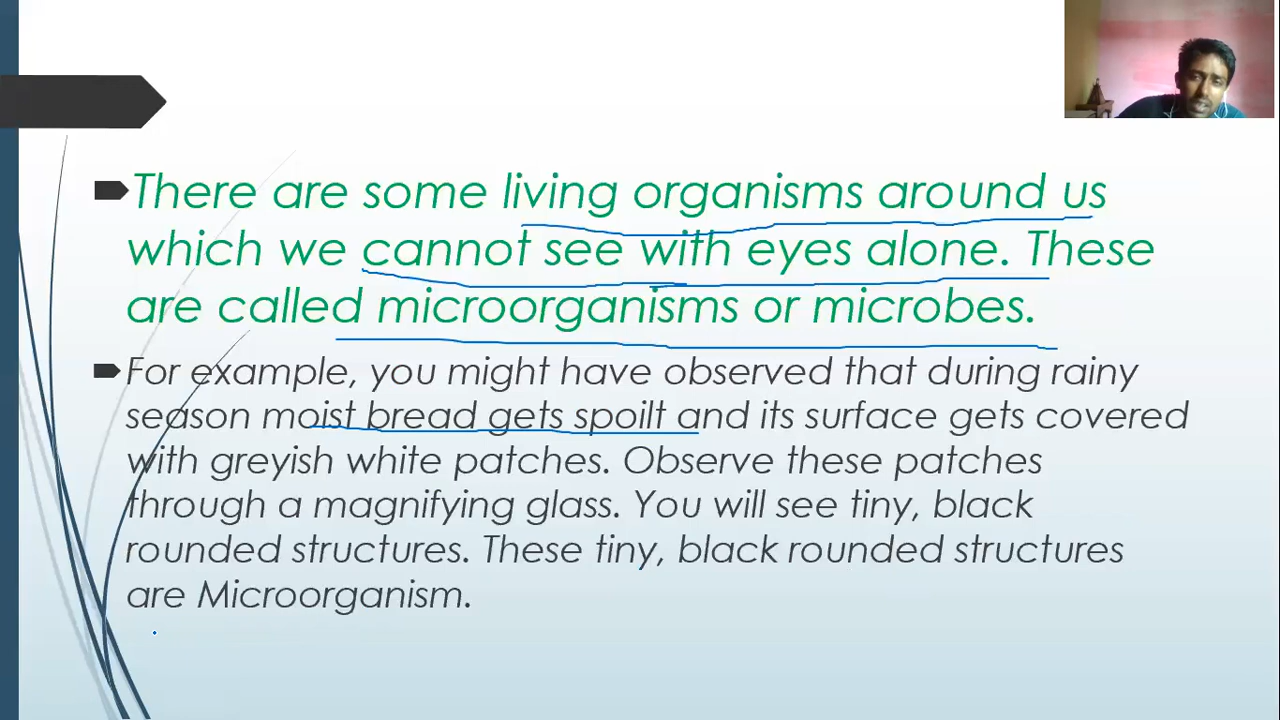 There are some living organisms around us
which we cannot see with eyes alone. These
are called microorganisms or microbes.
For example, you might have observed that during rainy
season moist bread gets spoilt and its surface gets covered
with greyish white patches. Observe these patches
through a magnifying glass. You will see tiny, black
rounded structures. These tiny, black rounded structures
are Microorganism.